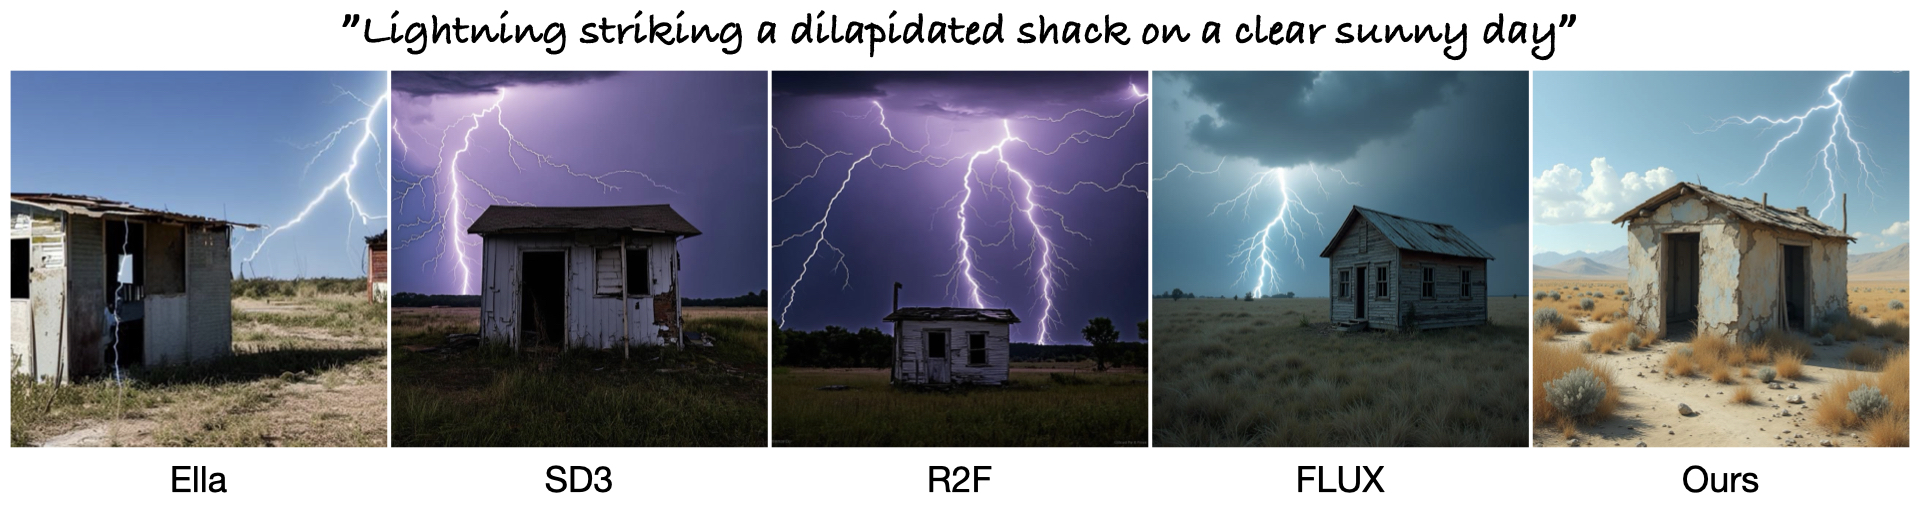 ”Lightning striking a dilapidated shack on a clear sunny day”
Ella SD3 R2F FLUX Ours